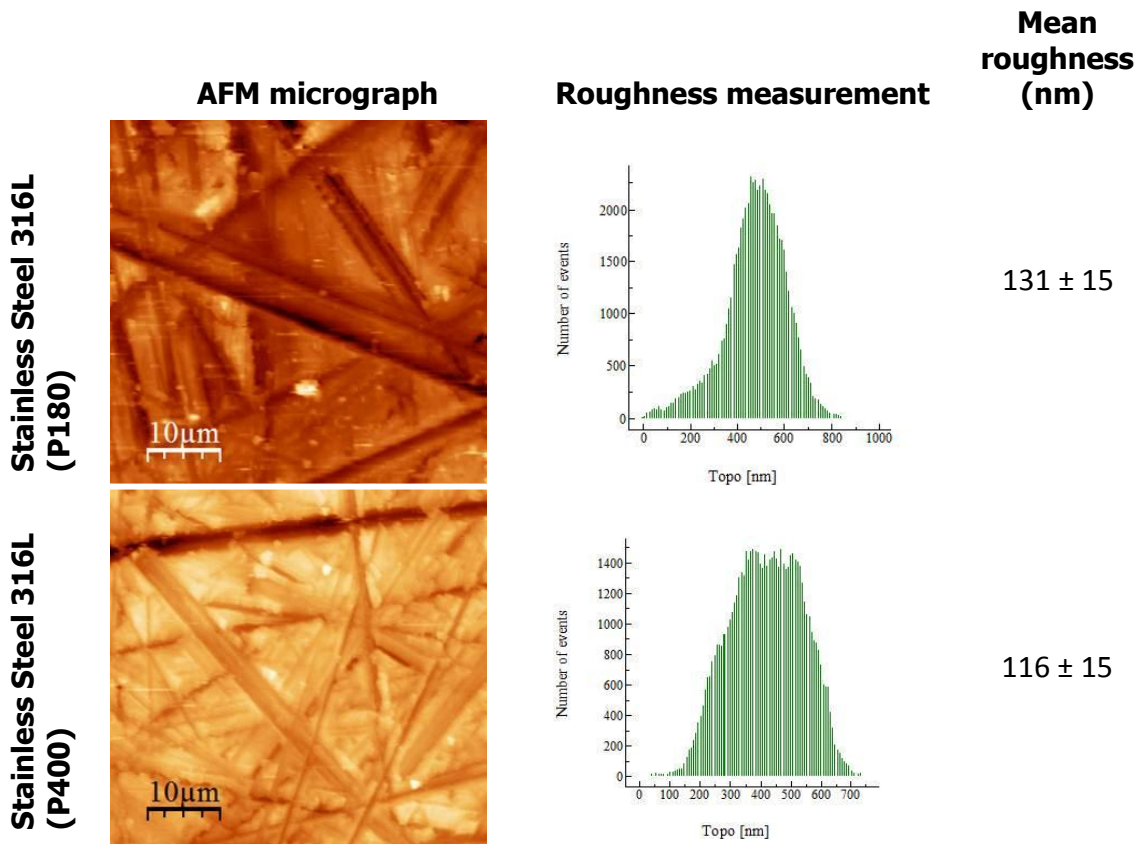 Mean
roughness
(nm)
AFM micrograph
Roughness measurement
Stainless Steel 316L
(P180)
10µm
Number of events
2000
1500
1000
500
0
0 200 400 600 800 1000
Topo [nm]
131 ± 15
Stainless Steel 316L
(P400)
10µm
Number of events
1400
1200
1000
800
600
400
200
0
0 100 200 300 400 500 600 700
Topo [nm]
116 ± 15